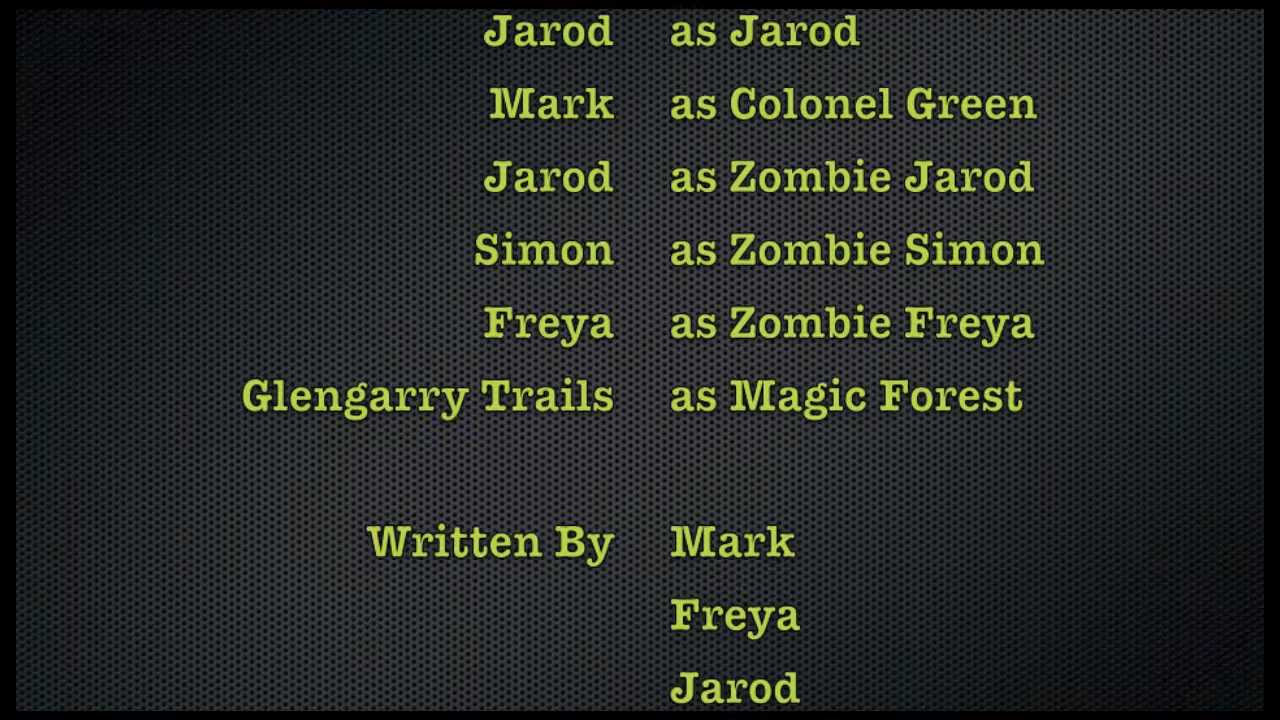 Jarod as Jarod
Mark as Colonel Green
Jarod as Zombie Jarod
Simon as Zombie Simon
Freya as Zombie Freya
Glengarry Trails as Magic Forest
Written By Mark
Freya
Jarod